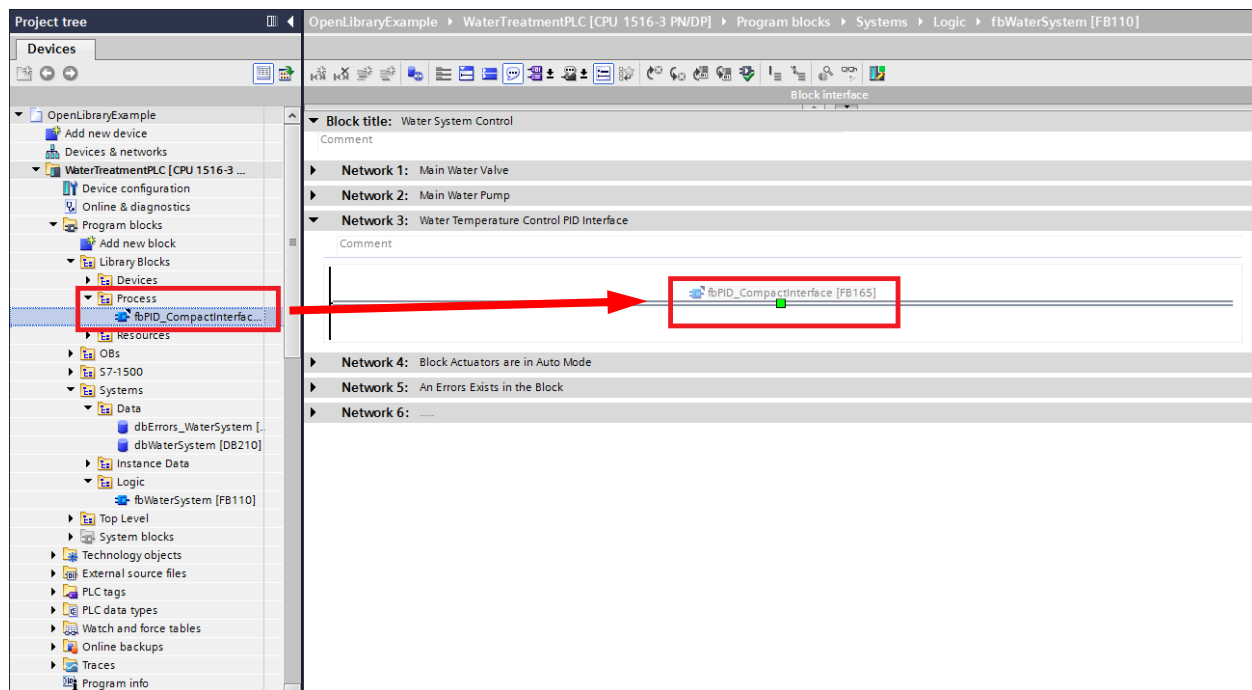 Project tree
Devices
OpenLibraryExample
Add new device
Devices & networks
WaterTreatmentPLC [CPU 1516-3 ...
Device configuration
Online & diagnostics
Program blocks
Add new block
Library Blocks
Devices
Process
fbPID_CompactInterfac...
Resources
OBs
S7-1500
Systems
Data
dbErrors_WaterSystem [..
dbWaterSystem [DB210]
Instance Data
Logic
fbWaterSystem [FB110]
Top Level
System blocks
Technology objects
External source files
PLC tags
PLC data types
Watch and force tables
Online backups
Traces
Program info
OpenLibraryExample WaterTreatmentPLC [CPU 1516-3 PN/DP] Program blocks Systems Logic fbWaterSystem [FB110]
Block interface
Block title: Water System Control
Comment
Network 1: Main Water Valve
Network 2: Main Water Pump
Network 3: Water Temperature Control PID Interface
Comment
fbPID_CompactInterface [FB165]
Network 4: Block Actuators are in Auto Mode
Network 5: An Errors Exists in the Block
Network 6: .....